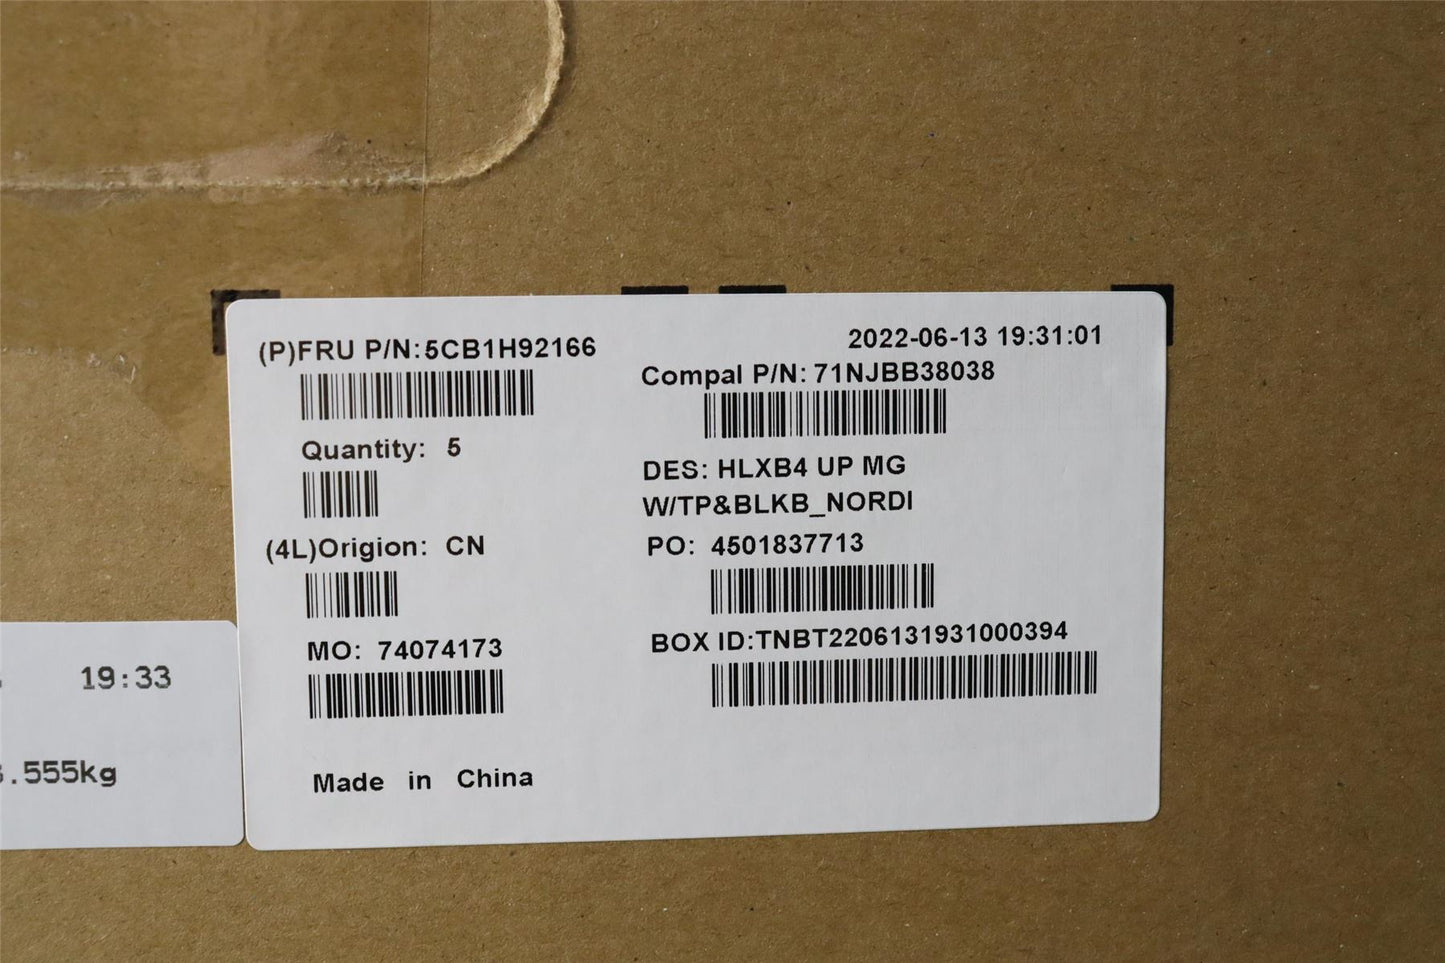 (P)FRU P/N:5CB1H92166
2022-06-13 19:31:01
Compal P/N: 71NJBB38038
Quantity: 5
DES: HLXB4 UP MG
W/TP&BLKB_NORDI
(4L)Origion: CN
PO: 4501837713
MO: 74074173
BOX ID:TNBT2206131931000394
Made in China
19:33
.555kg